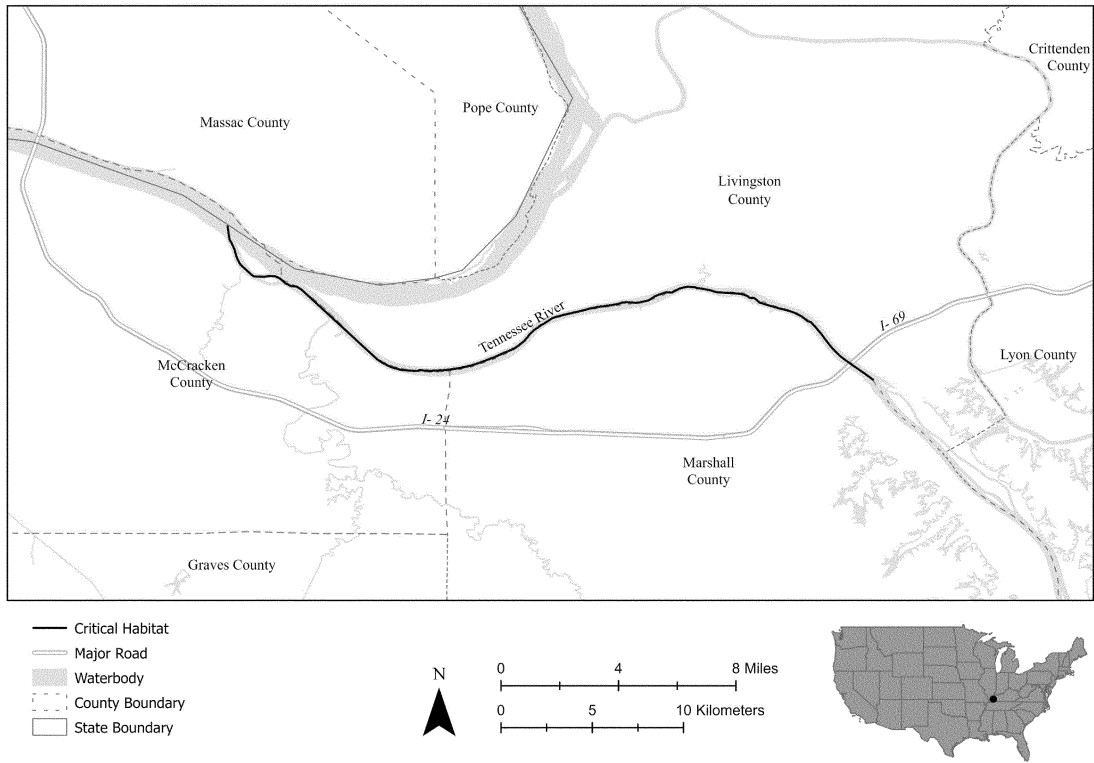 Crittenden
County
Pope County
Massac County
Livingston
County
Tennessee River
I- 69
Lyon County
McCracken
County
I- 24
Marshall
County
Graves County
Critical Habitat
Major Road
Waterbody
County Boundary
State Boundary
N
0 4 8 Miles
0 5 10 Kilometers